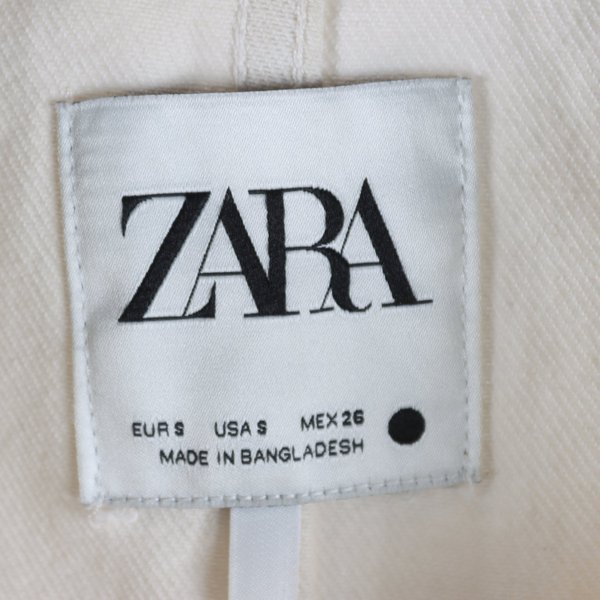 ZARA
EUR S USA S MEX 26
MADE IN BANGLADESH